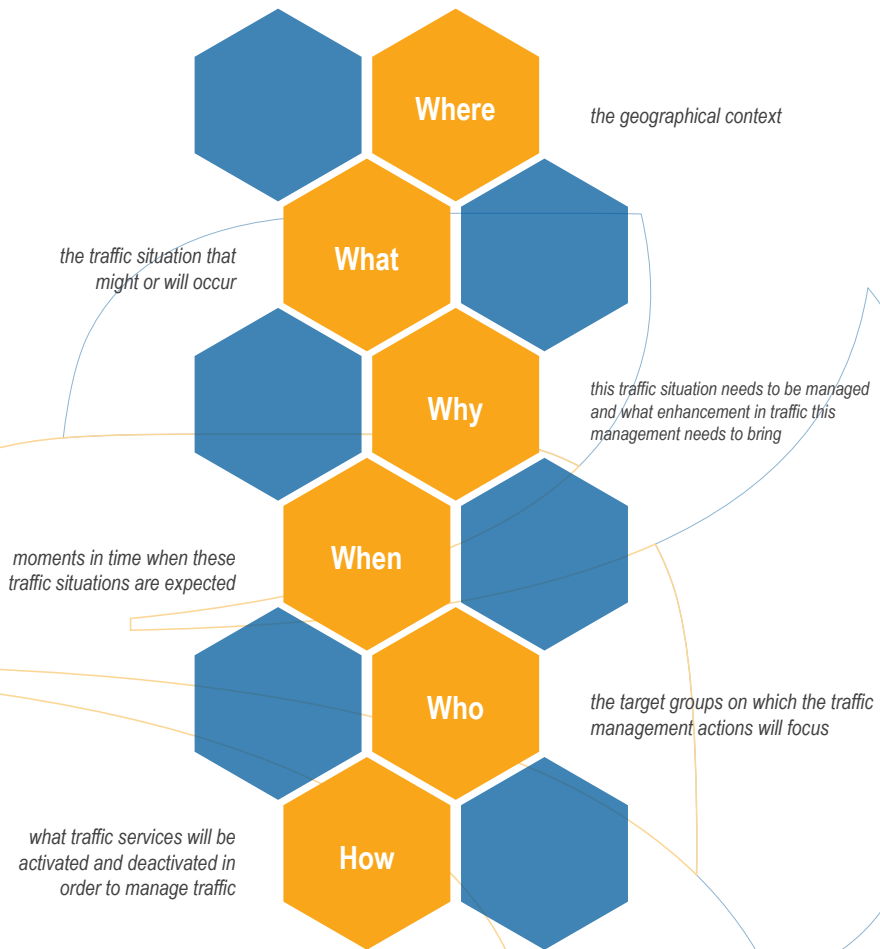 Where
the geographical context
What
the traffic situation that
might or will occur
Why
this traffic situation needs to be managed
and what enhancement in traffic this
management needs to bring
When
moments in time when these
traffic situations are expected
Who
the target groups on which the traffic
management actions will focus
How
what traffic services will be
activated and deactivated in
order to manage traffic